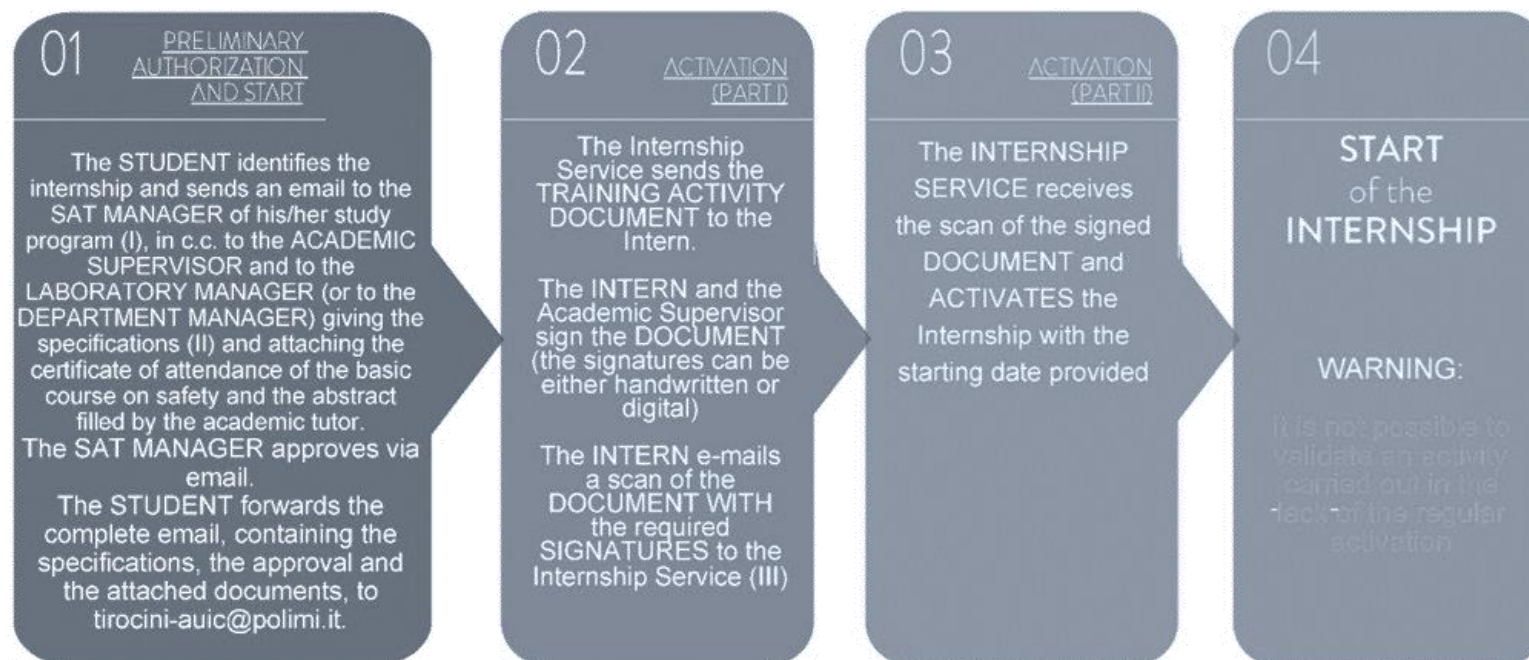 01
PRELIMINARY
AUTHORIZATION
AND START
The STUDENT identifies the
internship and sends an email to the
SAT MANAGER of his/her study
program (I), in c.c. to the ACADEMIC
SUPERVISOR and to the
LABORATORY MANAGER (or to the
DEPARTMENT MANAGER) giving the
specifications (II) and attaching the
certificate of attendance of the basic
course on safety and the abstract
filled by the academic tutor.
The SAT MANAGER approves via
email.
The STUDENT forwards the
complete email, containing the
specifications, the approval and
the attached documents, to
tirocini-auic@polimi.it.
02
ACTIVATION
(PART I)
The Internship
Service sends the
TRAINING ACTIVITY
DOCUMENT to the
Intern.
The INTERN and the
Academic Supervisor
sign the DOCUMENT
(the signatures can be
either handwritten or
digital)
The INTERN e-mails
a scan of the
DOCUMENT WITH
the required
SIGNATURES to the
Internship Service (III)
03
ACTIVATION
(PART II)
The INTERNSHIP
SERVICE receives
the scan of the signed
DOCUMENT and
ACTIVATES the
Internship with the
starting date provided
04
START
of the
INTERNSHIP
WARNING:
It is not possible to
validate an activity
carried out in the
lack of the regular
activation